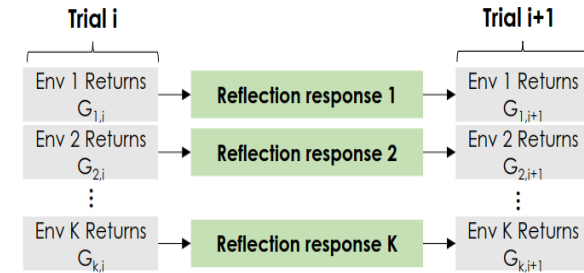 Trial i
Trial i+1
Env 1 Returns
G1,i
Reflection response 1
Env 1 Returns
G1,i+1
Env 2 Returns
G2,i
Reflection response 2
Env 2 Returns
G2,i+1
⋮
⋮
Env K Returns
Gk,i
Reflection response K
Env K Returns
Gk,i+1